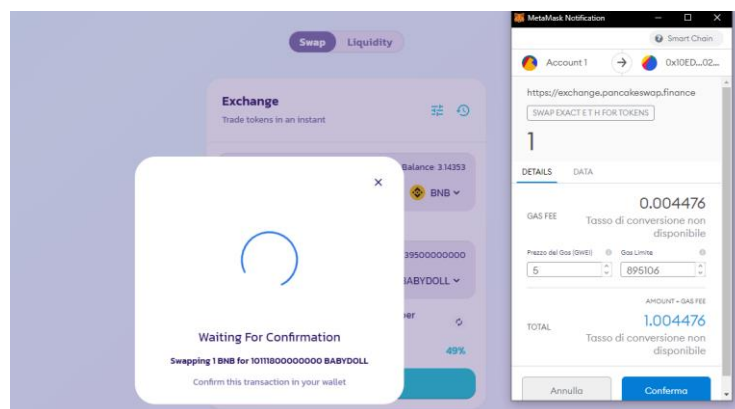 Swap Liquidity
Exchange
Trade tokens in an instant
Balance: 3.14353
BNB
39500000000
BABYDOLL
per
49%
Waiting For Confirmation
Swapping 1 BNB for 10111800000000 BABYDOLL
Confirm this transaction in your wallet
MetaMask Notification
Smart Chain
Account 1
0x10ED...02...
https://exchange.pancakeswap.finance
SWAP EXACT E T H FOR TOKENS
1
DETAILS DATA
GAS FEE
0.004476
Tasso di conversione non
disponibile
Prezzo del Gas (GWEI) Gas Limite
5 895106
AMOUNT + GAS FEE
TOTAL
1.004476
Tasso di conversione non
disponibile
Annulla Conferma